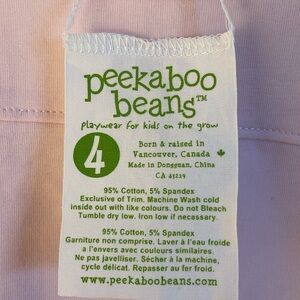 peekaboo
beans™
playwear for kids on the grow
4
Born & raised in
Vancouver, Canada
Made in Dongguan, China
CA 45229
95% Cotton, 5% Spandex
Exclusive of Trim. Machine Wash cold
inside out with like colours. Do not Bleach
Tumble dry low. Iron low if necessary.
95% Cotton, 5% Spandex
Garniture non comprise. Laver à l'eau froide
a l'envers avec couleurs similaires.
Ne pas javelliser. Sécher à la machine,
cycle délicat. Repasser au fer froid.
www.peekaboobeans.com